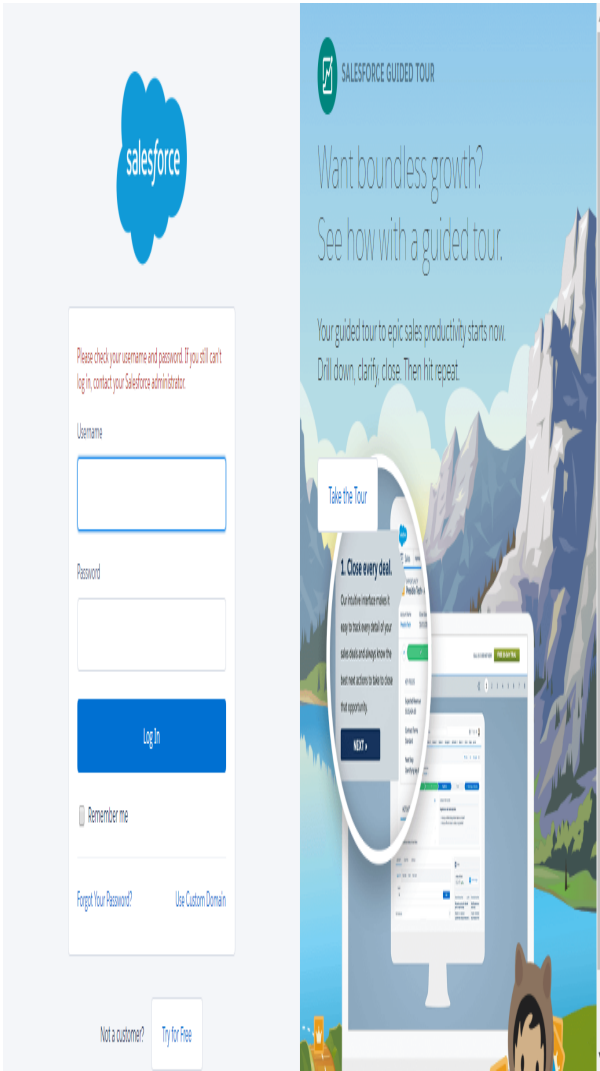 salesforce
Please check your username and password. If you still can't
log in, contact your Salesforce administrator.
Username
Password
Log In
Remember me
Forgot Your Password?
Use Custom Domain
Not a customer?
Try for Free
SALESFORCE GUIDED TOUR
Want boundless growth?
See how with a guided tour.
Your guided tour to epic sales productivity starts now.
Drill down, clarify, close. Then hit repeat.
Take the Tour
1. Close every deal.
Our intuitive interface makes it
easy to track every detail of your
sales deals and always know the
best next actions to take to close
that opportunity.
NEXT »